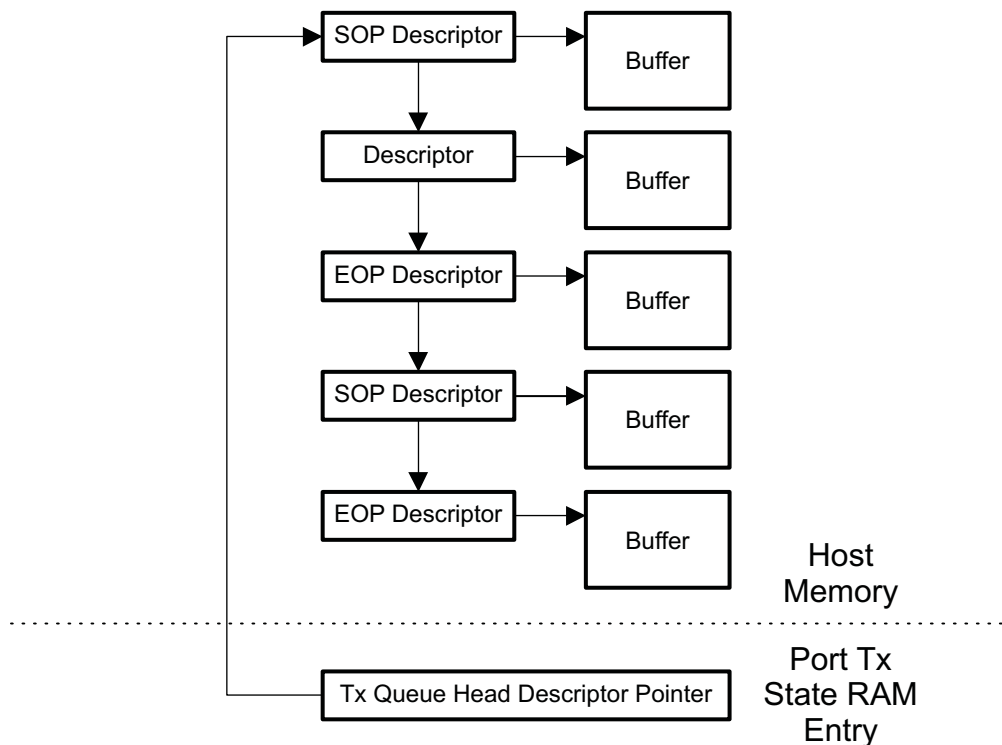 SOP Descriptor
Buffer
Descriptor
Buffer
EOP Descriptor
Buffer
SOP Descriptor
Buffer
EOP Descriptor
Buffer
Host
Memory
Port Tx
State RAM
Entry
Tx Queue Head Descriptor Pointer